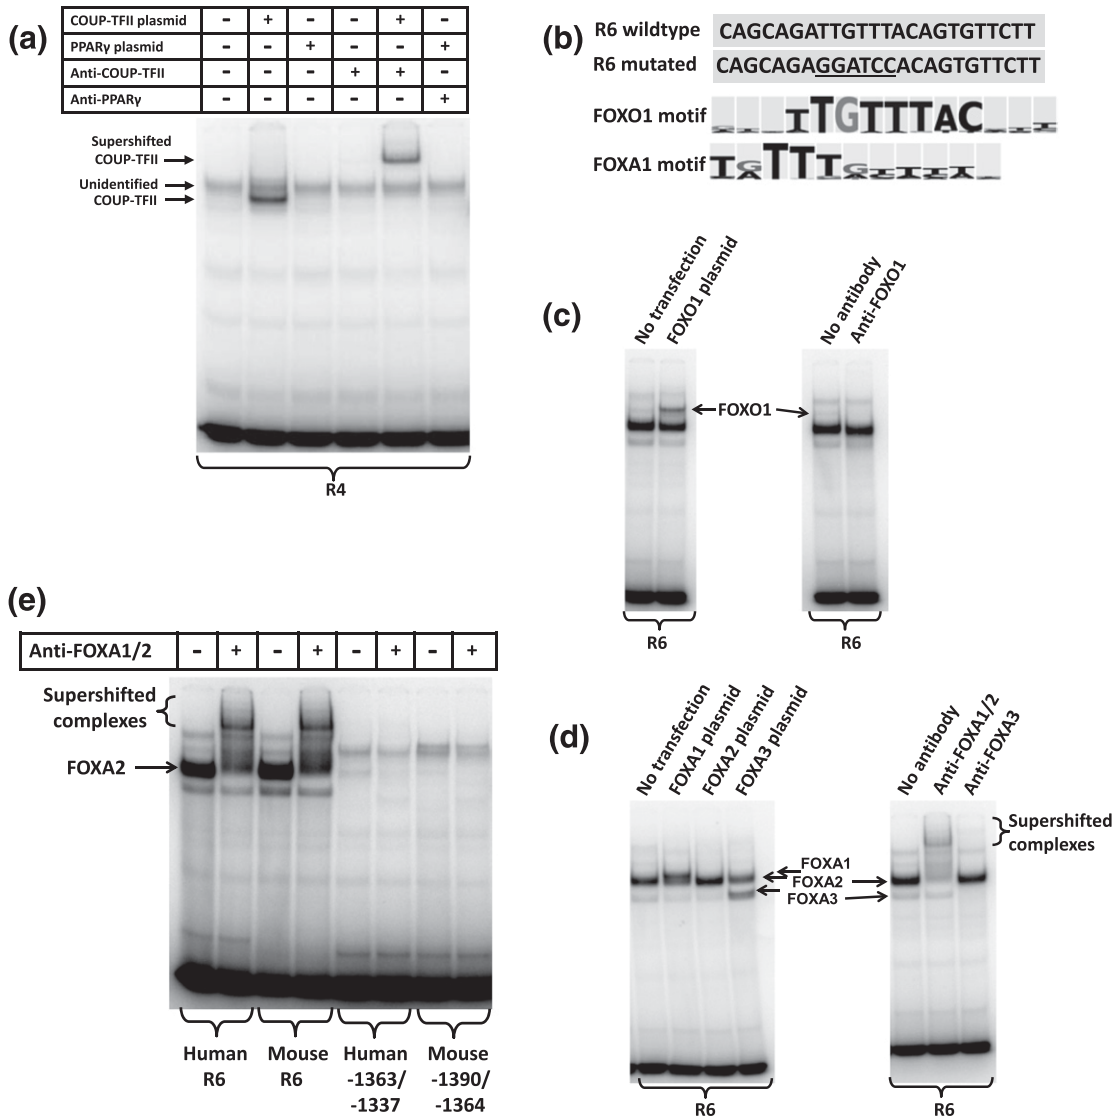 (a)
COUP-TFII plasmid - + - - + -
PPARγ plasmid - - + - - +
Anti-COUP-TFII - - - + + -
Anti-PPARγ - - - - - +
Supershifted
COUP-TFII
Unidentified
COUP-TFII
R4
(b)
R6 wildtype CAGCAGATTGTTTACAGTGTTCTT
R6 mutated CAGCAGAGGATCCACAGTGTTCTT
FOXO1 motif TGTTTAC
FOXA1 motif
(c)
No transfection
FOXO1 plasmid
No antibody
Anti-FOXO1
FOXO1
R6
R6
(e)
Anti-FOXA1/2 - + - + - + - +
Supershifted
complexes
FOXA2
Human
R6
Mouse
R6
Human
-1363/
-1337
Mouse
-1390/
-1364
(d)
No transfection
FOXA1 plasmid
FOXA2 plasmid
FOXA3 plasmid
No antibody
Anti-FOXA1/2
Anti-FOXA3
FOXA1
FOXA2
FOXA3
Supershifted
complexes
R6
R6